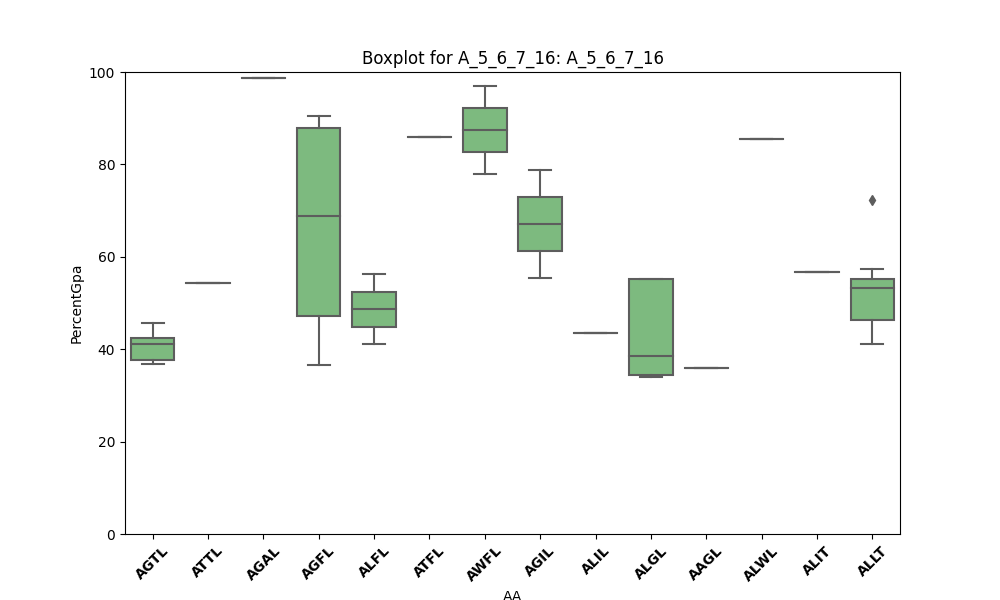 Boxplot for A_5_6_7_16: A_5_6_7_16
100
80
60
40
20
0
PercentGpa
AGTL
ATTL
AGAL
AGFL
ALFL
ATFL
AWFL
AGIL
ALIL
ALGL
AAGL
ALWL
ALIT
ALLT
AA